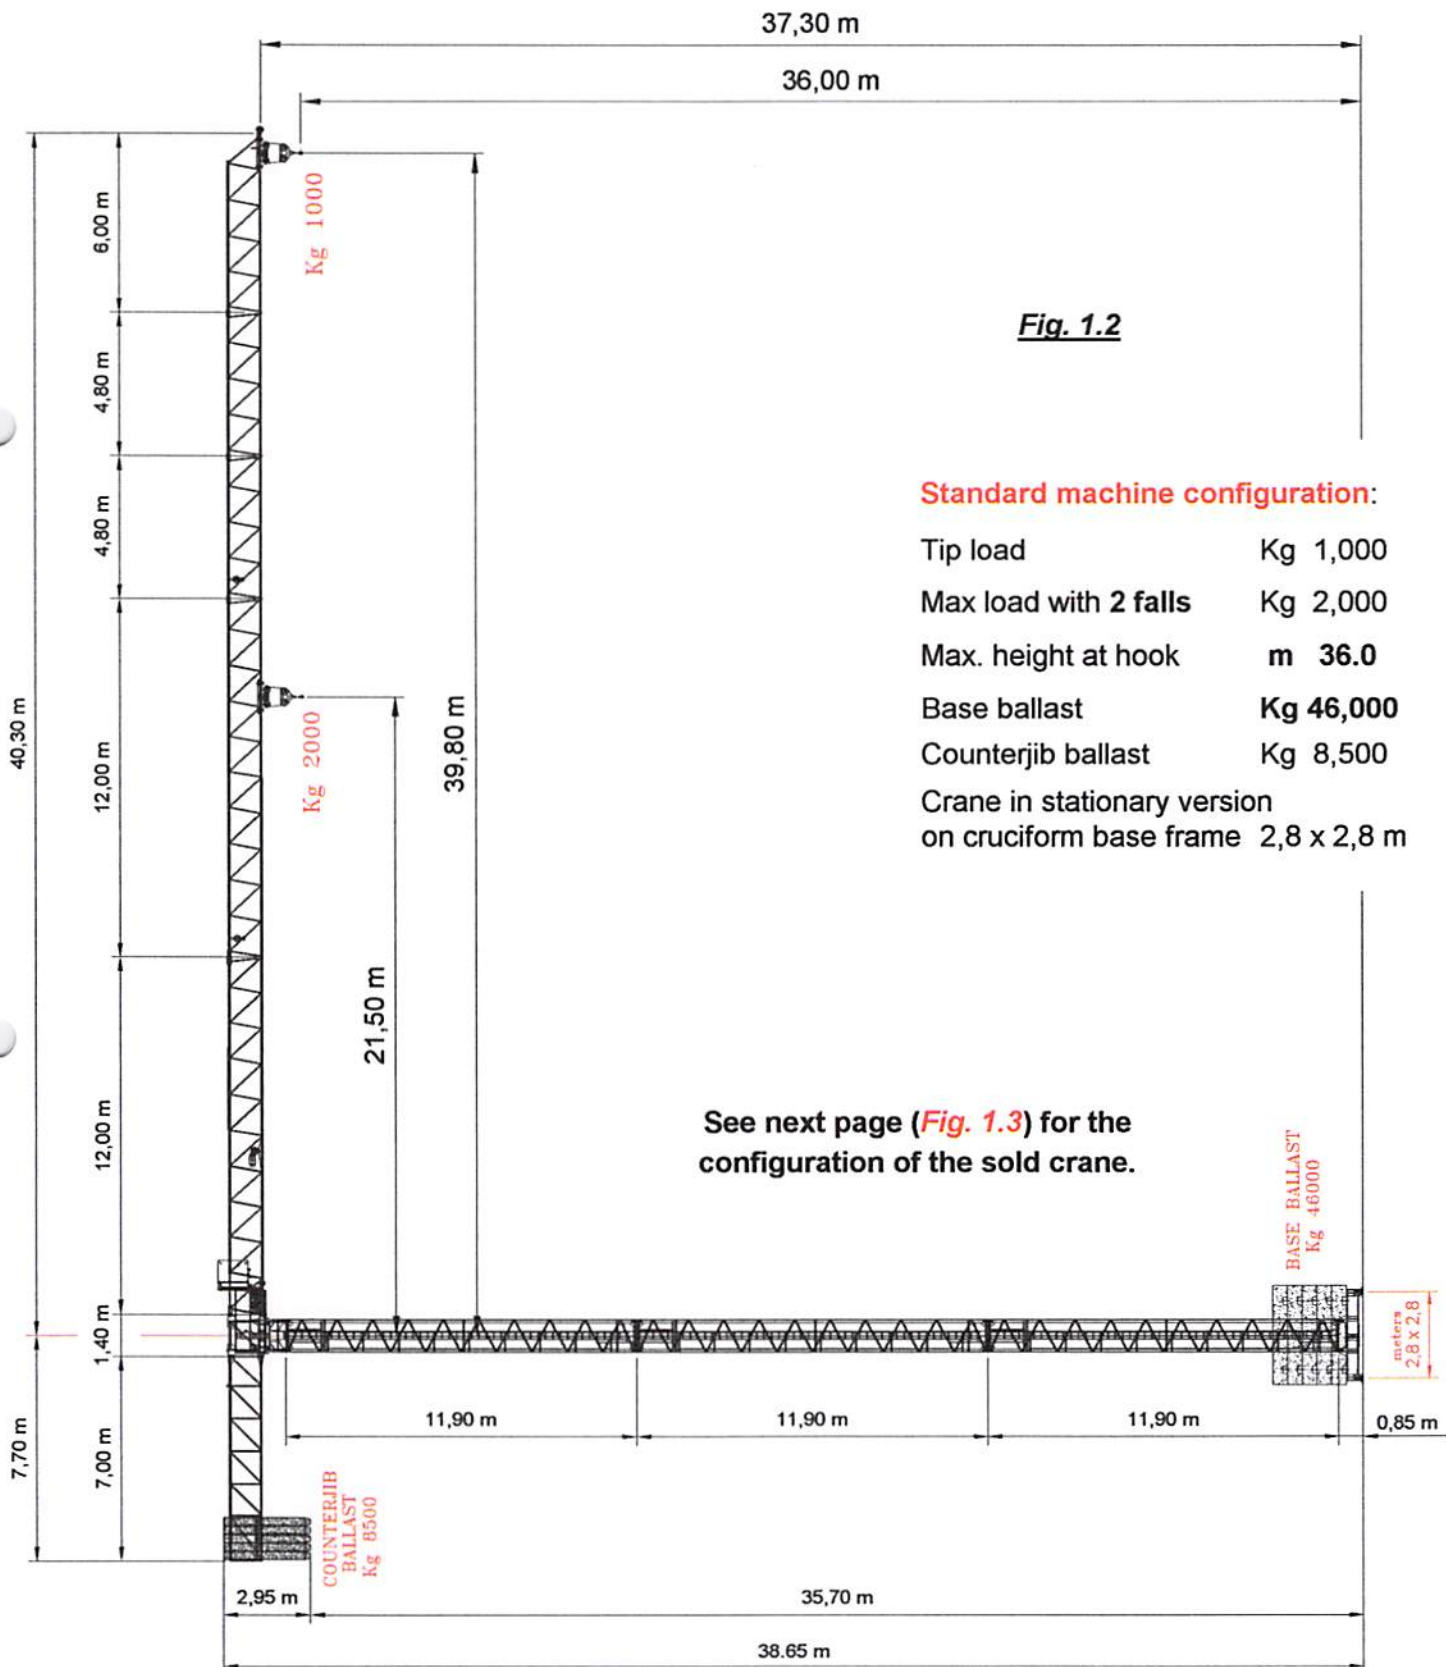 37,30 m
36,00 m
6,00 m
Kg 1000
Fig. 1.2
4,80 m
4,80 m
Standard machine configuration:
Tip load Kg 1,000
Max load with 2 falls Kg 2,000
Max. height at hook m 36.0
Base ballast Kg 46,000
Counterjib ballast Kg 8,500
Crane in stationary version
on cruciform base frame 2,8 x 2,8 m
40,30 m
12,00 m
Kg 2000
39,80 m
21,50 m
12,00 m
See next page (Fig. 1.3) for the
configuration of the sold crane.
BASE BALLAST
Kg 46000
1,40 m
meters
2,8 x 2,8
11,90 m
11,90 m
11,90 m
0,85 m
7,70 m
7,00 m
COUNTERJIB
BALLAST
Kg 8500
2,95 m
35,70 m
38.65 m